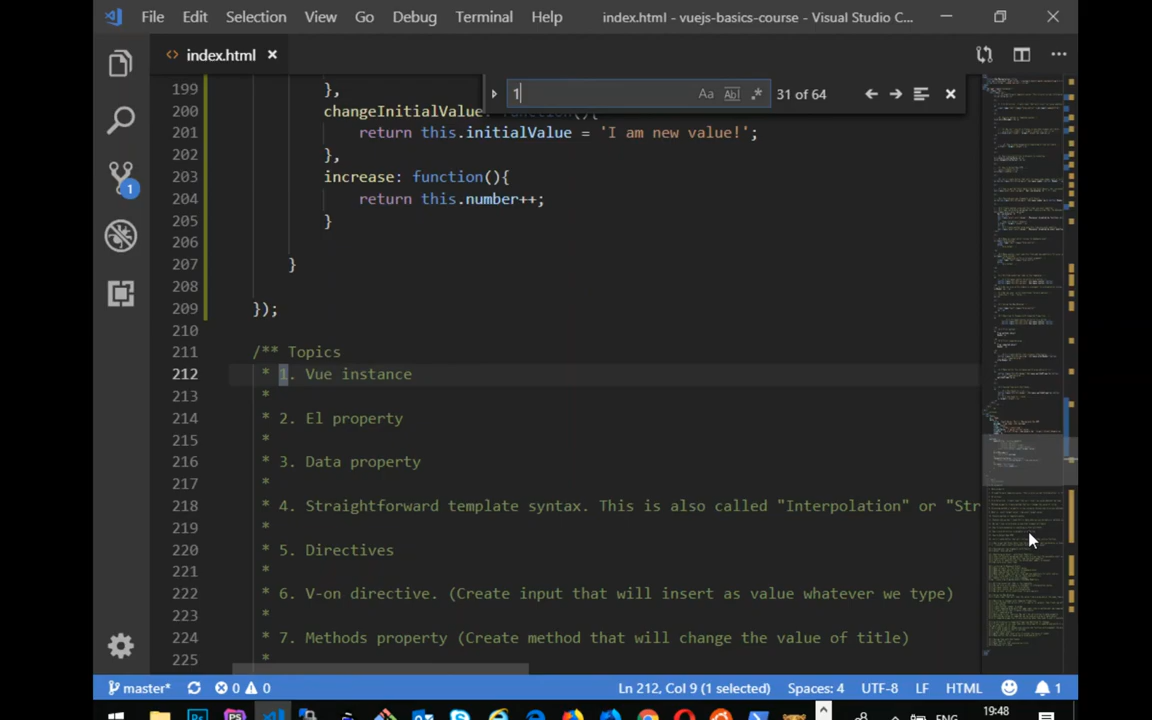 File Edit Selection View Go Debug Terminal Help index.html - vuejs-basics-course - Visual Studio C...
<> index.html ×
1 Aa Abl .* 31 of 64
199 },
200 changeInitialValue: function(){
201 return this.initialValue = 'I am new value!';
202 },
203 increase: function(){
204 return this.number++;
205 }
206
207 }
208
209 });
210
211 /** Topics
212 * 1. Vue instance
213 *
214 * 2. El property
215 *
216 * 3. Data property
217 *
218 * 4. Straightforward template syntax. This is also called "Interpolation" or "Str
219 *
220 * 5. Directives
221 *
222 * 6. V-on directive. (Create input that will insert as value whatever we type)
223 *
224 * 7. Methods property (Create method that will change the value of title)
225 *
1
master* 0 0 Ln 212, Col 9 (1 selected) Spaces: 4 UTF-8 LF HTML 1
Ps PS ENG 19:48